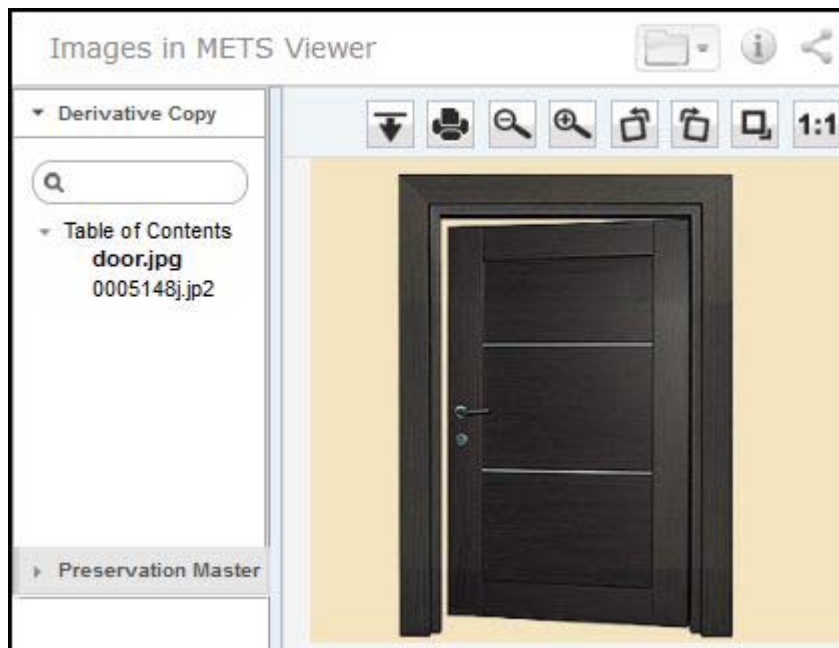 Images in METS Viewer
Derivative Copy
1:1
Table of Contents
door.jpg
0005148j.jp2
Preservation Master